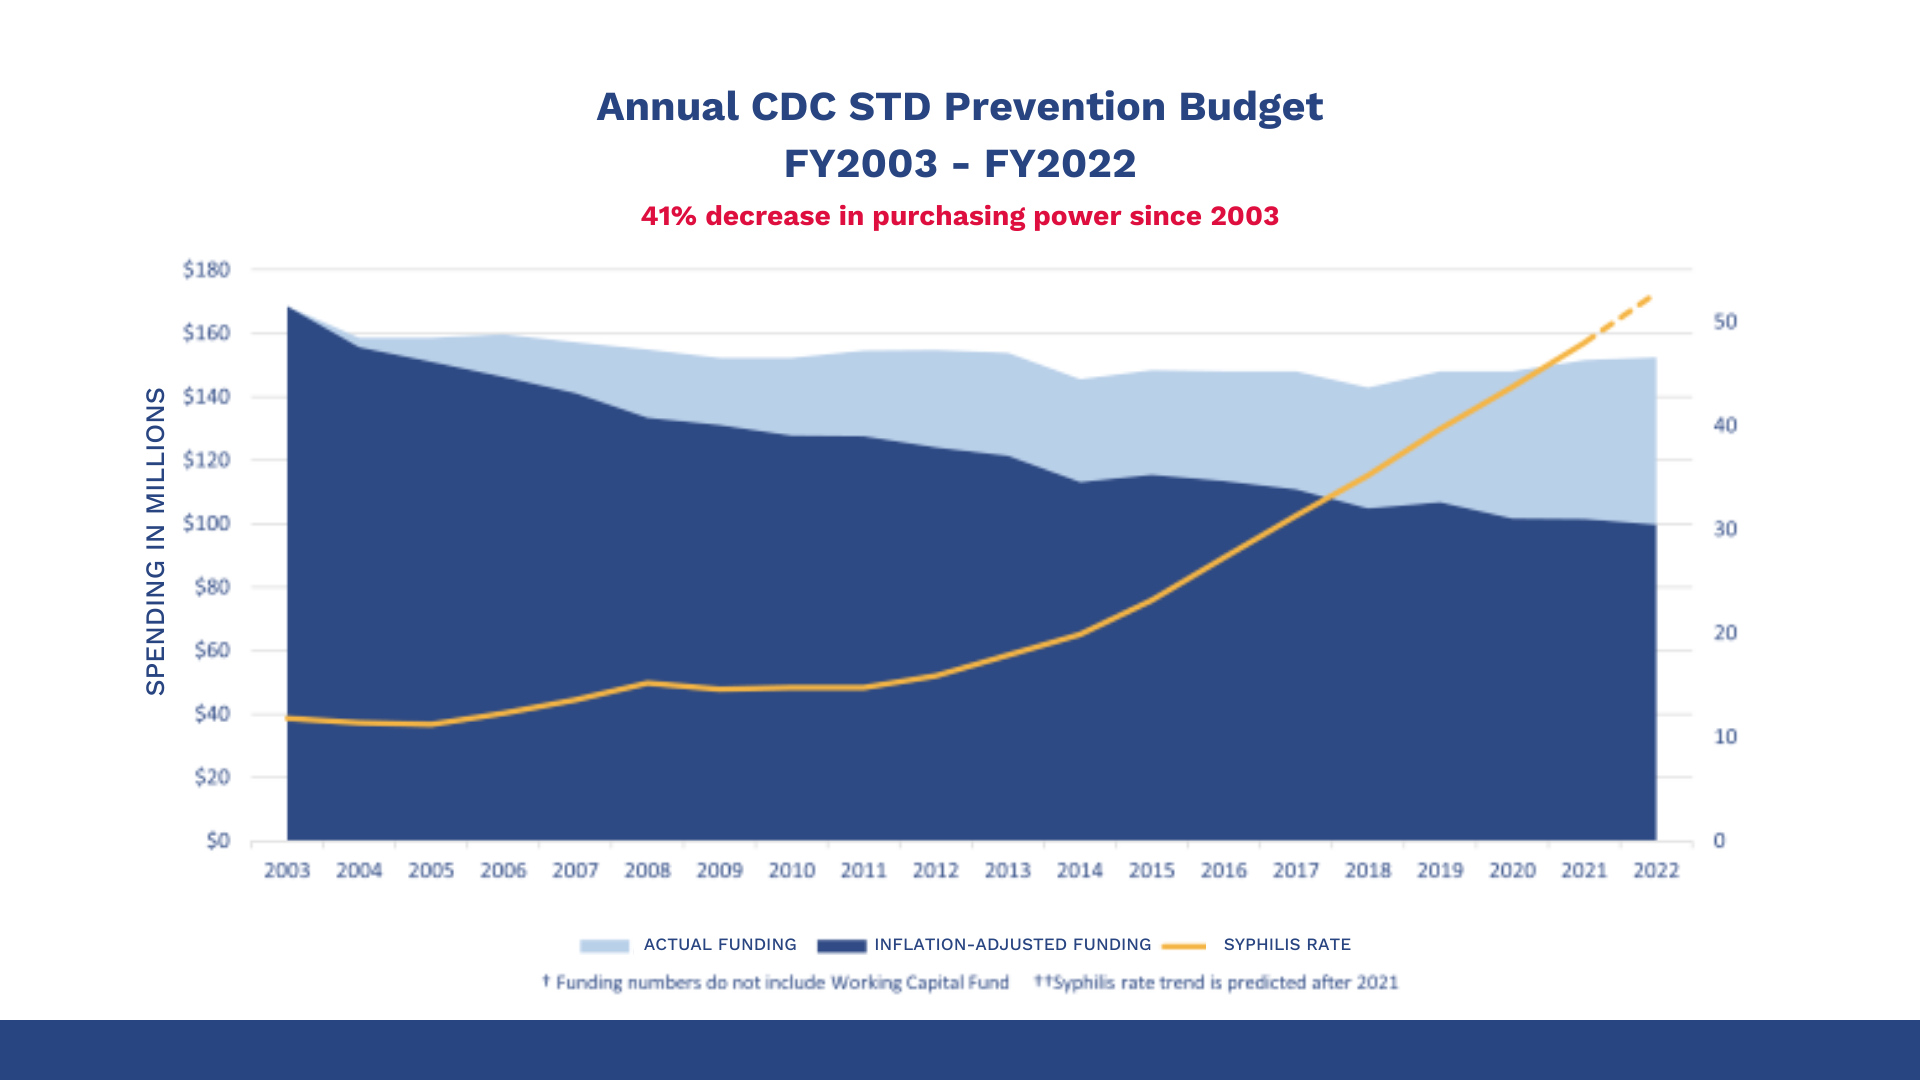 Annual CDC STD Prevention Budget
FY2003 - FY2022
41% decrease in purchasing power since 2003
SPENDING IN MILLIONS
$180
$160
$140
$120
$100
$80
$60
$40
$20
$0
50
40
30
20
10
0
2003 2004 2005 2006 2007 2008 2009 2010 2011 2012 2013 2014 2015 2016 2017 2018 2019 2020 2021 2022
ACTUAL FUNDING INFLATION-ADJUSTED FUNDING SYPHILIS RATE
† Funding numbers do not include Working Capital Fund ††Syphilis rate trend is predicted after 2021